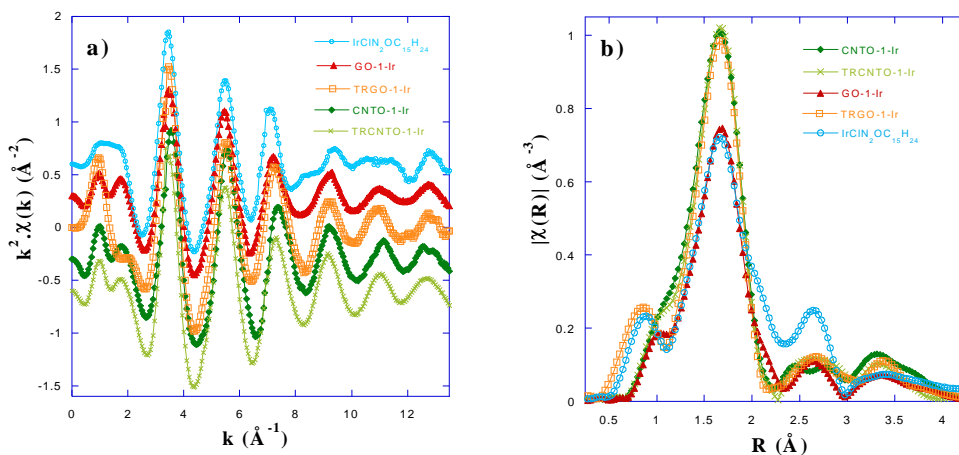 a)
IrClN2OC15H24
GO-1-Ir
TRGO-1-Ir
CNTO-1-Ir
TRCNTO-1-Ir
k².χ(k) (Å⁻²)
2
1.5
1
0.5
0
-0.5
-1
-1.5
0 2 4 6 8 10 12
k (Å⁻¹)
b)
CNTO-1-Ir
TRCNTO-1-Ir
GO-1-Ir
TRGO-1-Ir
IrClN2OC15H24
|χ(R)| (Å⁻³)
1
0.8
0.6
0.4
0.2
0
0.5 1 1.5 2 2.5 3 3.5 4
R (Å)